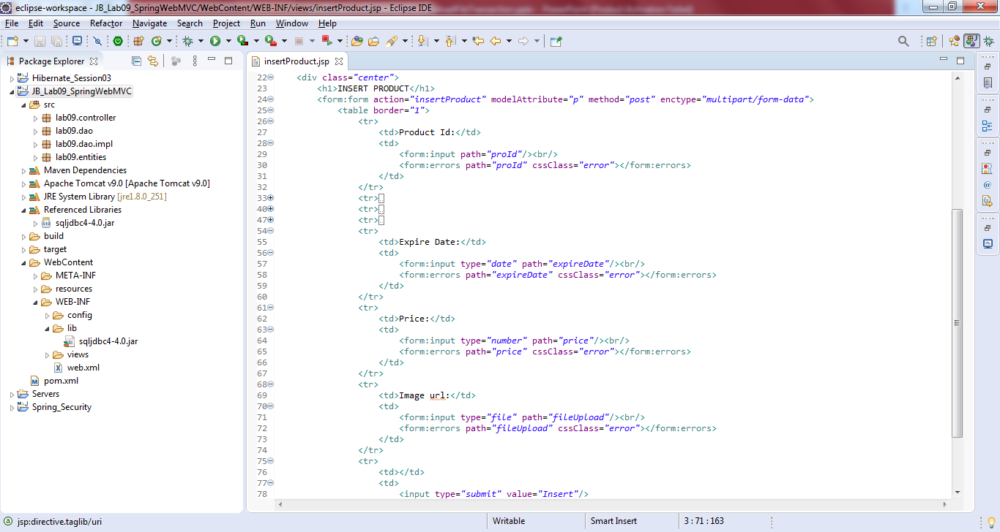 eclipse-workspace - JB_Lab09_SpringWebMVC/WebContent/WEB-INF/views/insertProduct.jsp - Eclipse IDE
File Edit Source Refactor Navigate Search Project Run Window Help
Package Explorer
Hibernate_Session03
JB_Lab09_SpringWebMVC
src
lab09.controller
lab09.dao
lab09.dao.impl
lab09.entities
Maven Dependencies
Apache Tomcat v9.0 [Apache Tomcat v9.0]
JRE System Library [jre1.8.0_251]
Referenced Libraries
sqljdbc4-4.0.jar
build
target
WebContent
META-INF
resources
WEB-INF
config
lib
sqljdbc4-4.0.jar
views
web.xml
pom.xml
Servers
Spring_Security
insertProduct.jsp
22 <div class="center">
23 <h1>INSERT PRODUCT</h1>
24 <form:form action="insertProduct" modelAttribute="p" method="post" enctype="multipart/form-data">
25 <table border="1">
26 <tr>
27 <td>Product Id:</td>
28 <td>
29 <form:input path="proId"/><br/>
30 <form:errors path="proId" cssClass="error"></form:errors>
31 </td>
32 </tr>
33 <tr>
40 <tr>
47 <tr>
54 <tr>
55 <td>Expire Date:</td>
56 <td>
57 <form:input type="date" path="expireDate"/><br/>
58 <form:errors path="expireDate" cssClass="error"></form:errors>
59 </td>
60 </tr>
61 <tr>
62 <td>Price:</td>
63 <td>
64 <form:input type="number" path="price"/><br/>
65 <form:errors path="price" cssClass="error"></form:errors>
66 </td>
67 </tr>
68 <tr>
69 <td>Image url:</td>
70 <td>
71 <form:input type="file" path="fileUpload"/><br/>
72 <form:errors path="fileUpload" cssClass="error"></form:errors>
73 </td>
74 </tr>
75 <tr>
76 <td></td>
77 <td>
78 <input type="submit" value="Insert"/>
jsp:directive.taglib/uri
Writable
Smart Insert
3 : 71 : 163